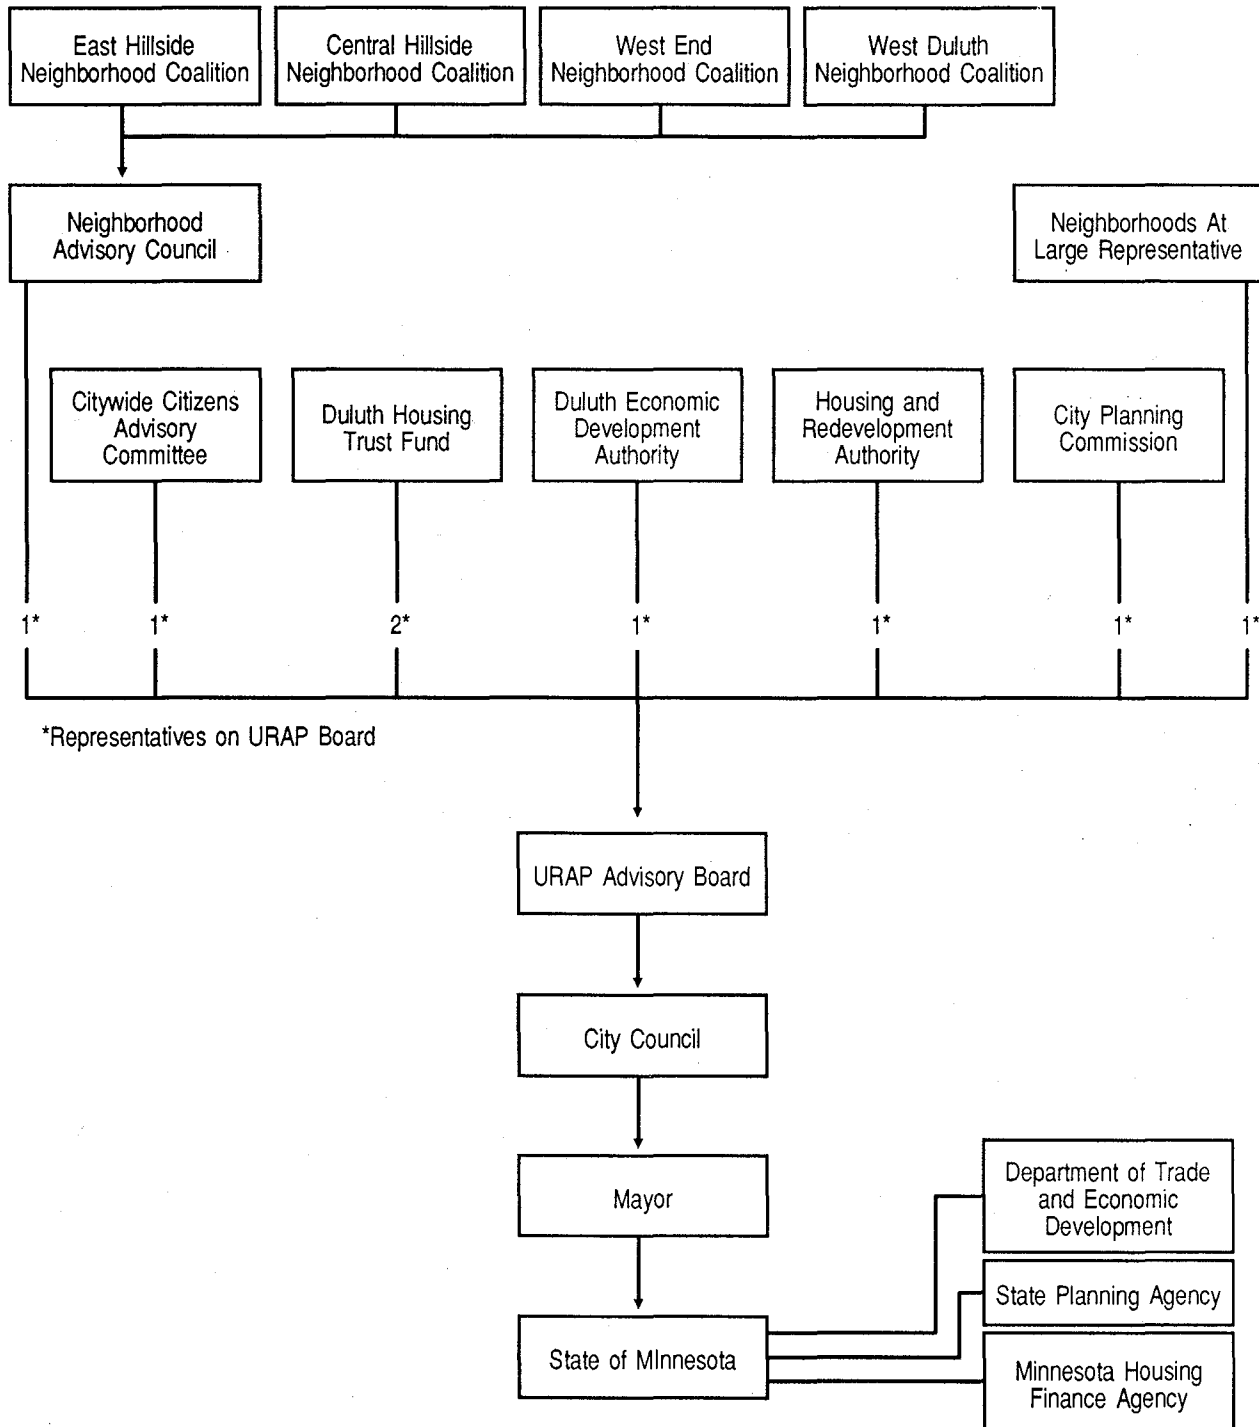 East Hillside
Neighborhood Coalition
Central Hillside
Neighborhood Coalition
West End
Neighborhood Coalition
West Duluth
Neighborhood Coalition
Neighborhood
Advisory Council
Neighborhoods At
Large Representative
Citywide Citizens
Advisory
Committee
Duluth Housing
Trust Fund
Duluth Economic
Development
Authority
Housing and
Redevelopment
Authority
City Planning
Commission
1*
1*
2*
1*
1*
1*
1*
*Representatives on URAP Board
URAP Advisory Board
City Council
Mayor
State of MInnesota
Department of Trade
and Economic
Development
State Planning Agency
Minnesota Housing
Finance Agency